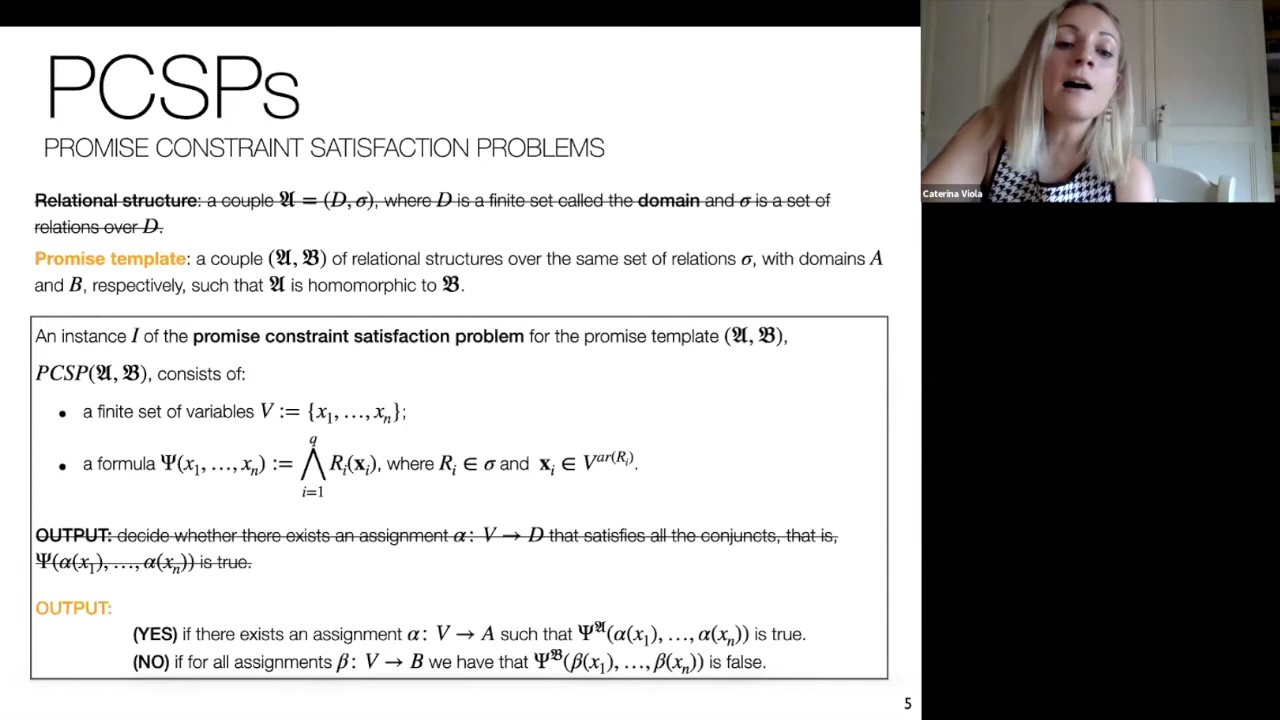 PCSPs
PROMISE CONSTRAINT SATISFACTION PROBLEMS
Relational structure: a couple 𝕬 = (D, σ), where D is a finite set called the domain and σ is a set of
relations over D.
Promise template: a couple (𝕬, 𝕭) of relational structures over the same set of relations σ, with domains A
and B, respectively, such that 𝕬 is homomorphic to 𝕭.
An instance I of the promise constraint satisfaction problem for the promise template (𝕬, 𝕭),
PCSP(𝕬, 𝕭), consists of:
• a finite set of variables V := {x₁, …, xₙ};
• a formula Ψ(x₁, …, xₙ) := ⋀_{i=1}^{q} Rᵢ(𝐱ᵢ), where Rᵢ ∈ σ and 𝐱ᵢ ∈ V^{ar(Rᵢ)}.
OUTPUT: decide whether there exists an assignment α: V → D that satisfies all the conjuncts, that is,
Ψ(α(x₁), …, α(xₙ)) is true.
OUTPUT:
(YES) if there exists an assignment α: V → A such that Ψ^𝕬(α(x₁), …, α(xₙ)) is true.
(NO) if for all assignments β: V → B we have that Ψ^𝕭(β(x₁), …, β(xₙ)) is false.
5
Caterina Viola